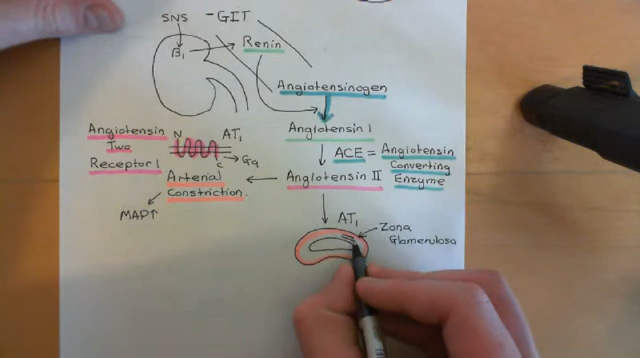 SNS
-GIT
β1
Renin
Angiotensinogen
Angiotensin
Two
Receptor 1
N
AT1
C
Gq
Angiotensin I
ACE = Angiotensin
Converting
Enzyme
Arterial
Constriction.
Angiotensin II
MAP↑
AT1
Zona
Glomerulosa